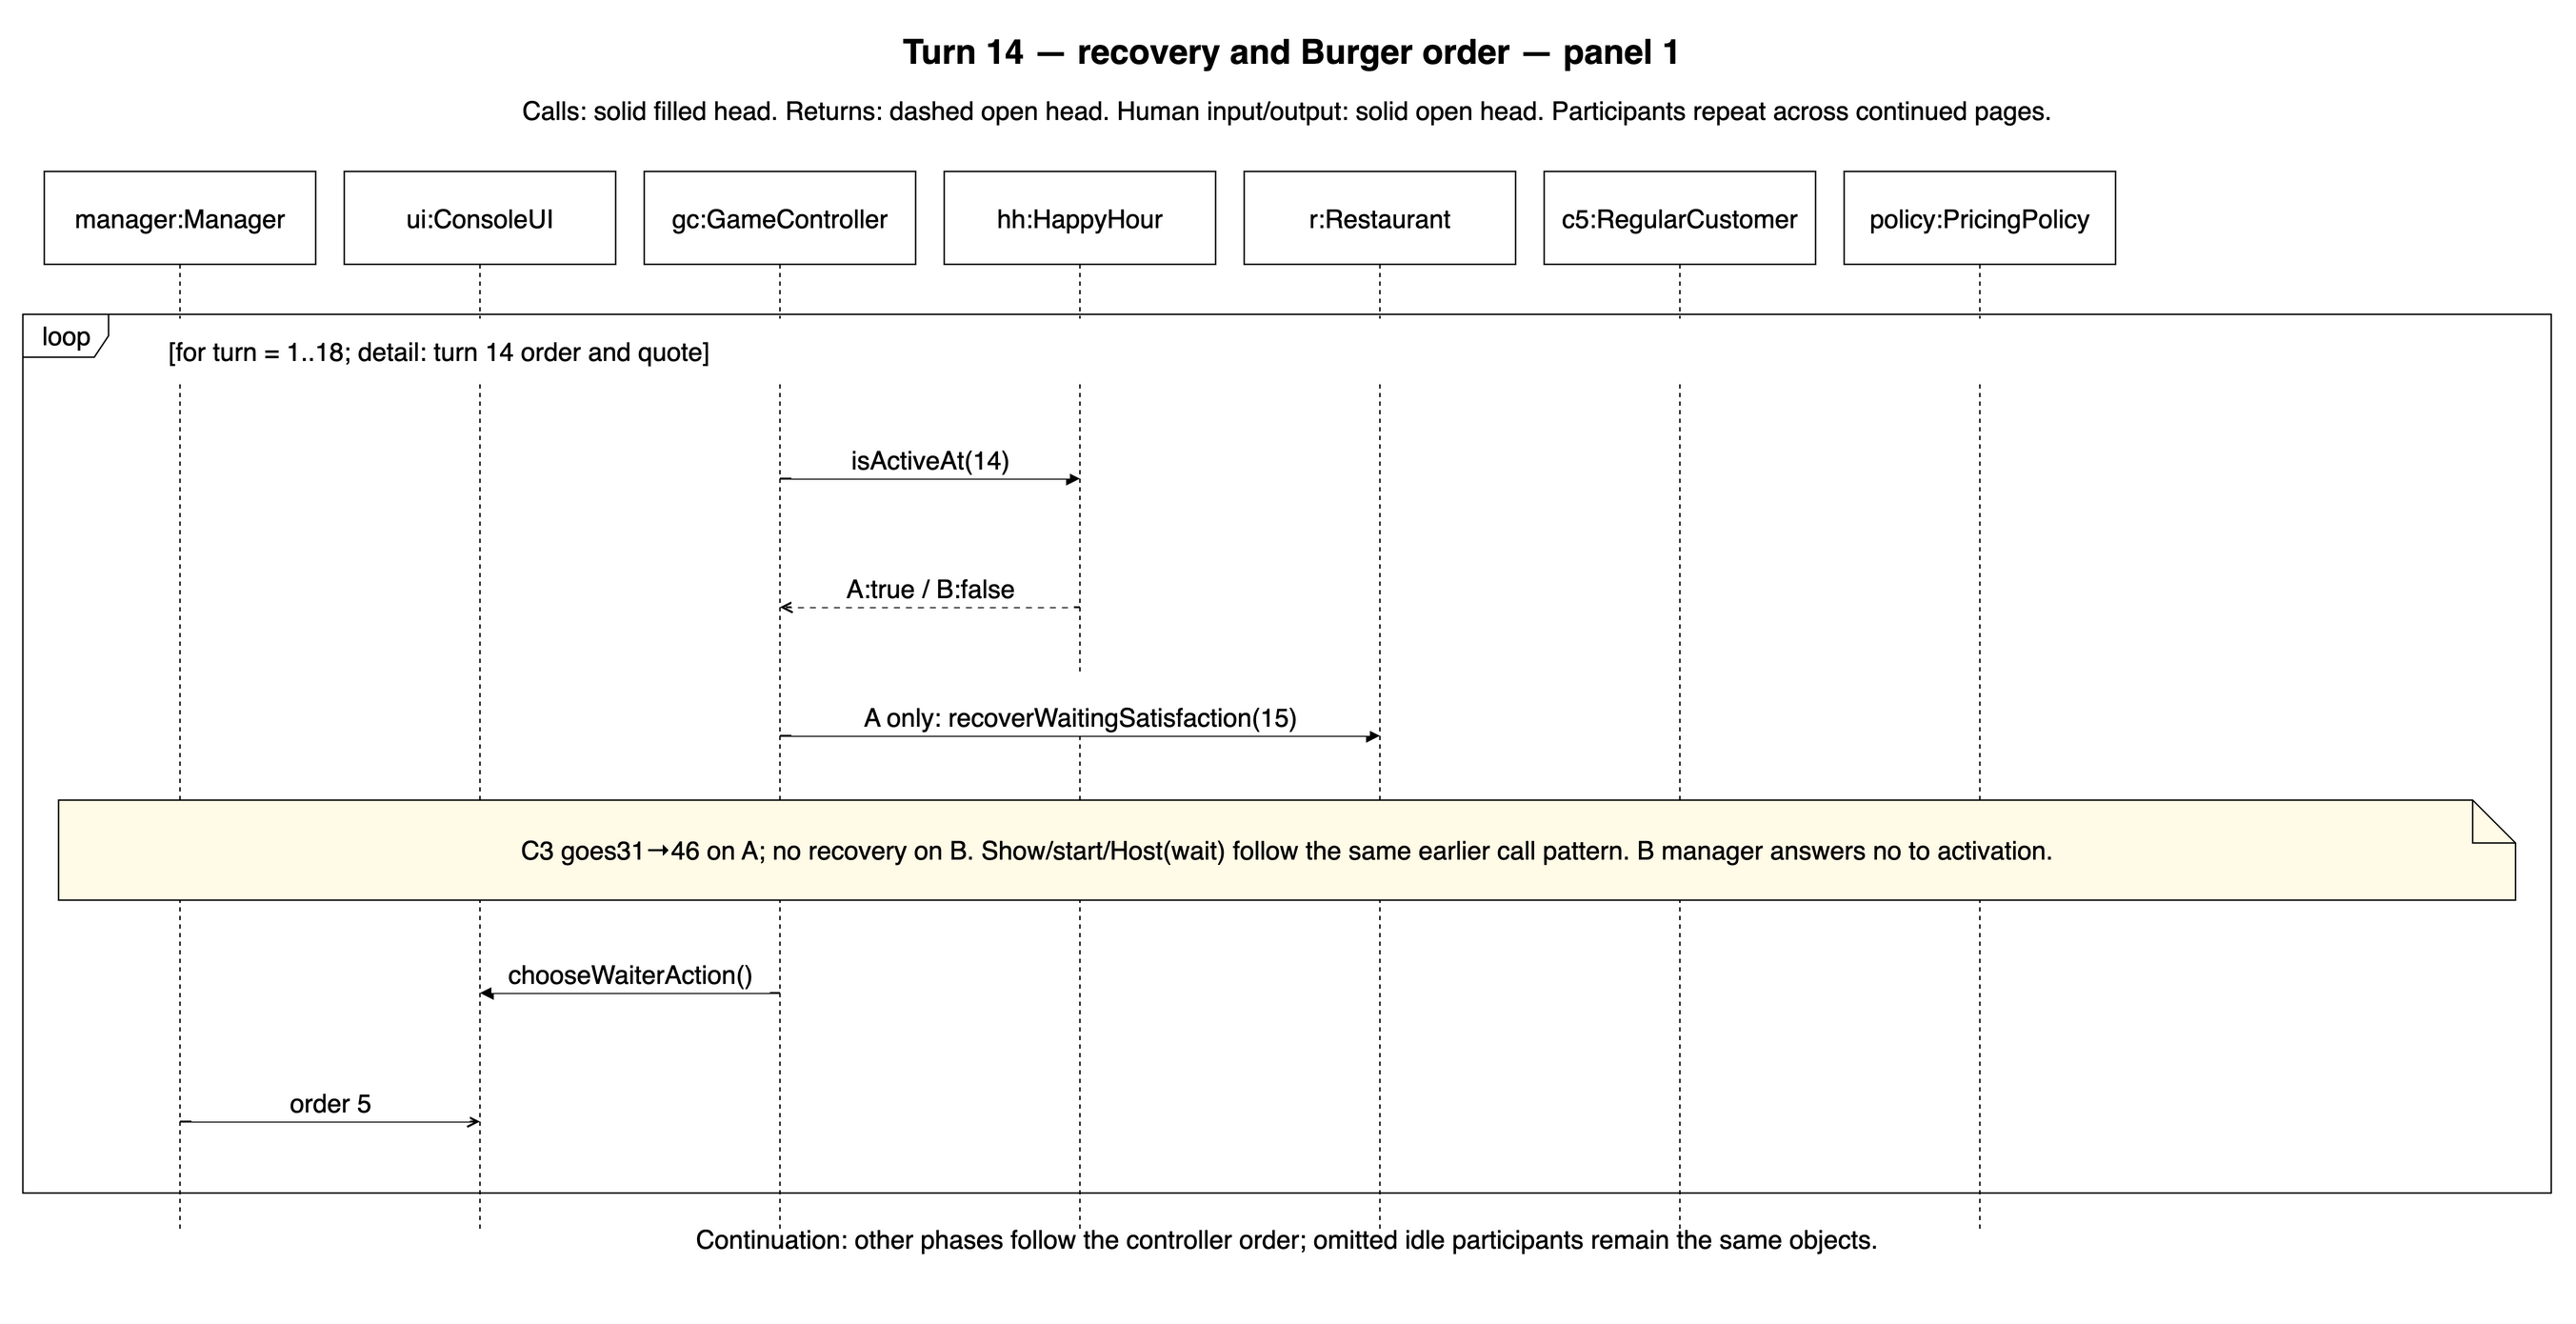 Turn 14 — recovery and Burger order — panel 1
Calls: solid filled head. Returns: dashed open head. Human input/output: solid open head. Participants repeat across continued pages.
manager:Manager
ui:ConsoleUI
gc:GameController
hh:HappyHour
r:Restaurant
c5:RegularCustomer
policy:PricingPolicy
loop
[for turn = 1..18; detail: turn 14 order and quote]
isActiveAt(14)
A:true / B:false
A only: recoverWaitingSatisfaction(15)
C3 goes31→46 on A; no recovery on B. Show/start/Host(wait) follow the same earlier call pattern. B manager answers no to activation.
chooseWaiterAction()
order 5
Continuation: other phases follow the controller order; omitted idle participants remain the same objects.